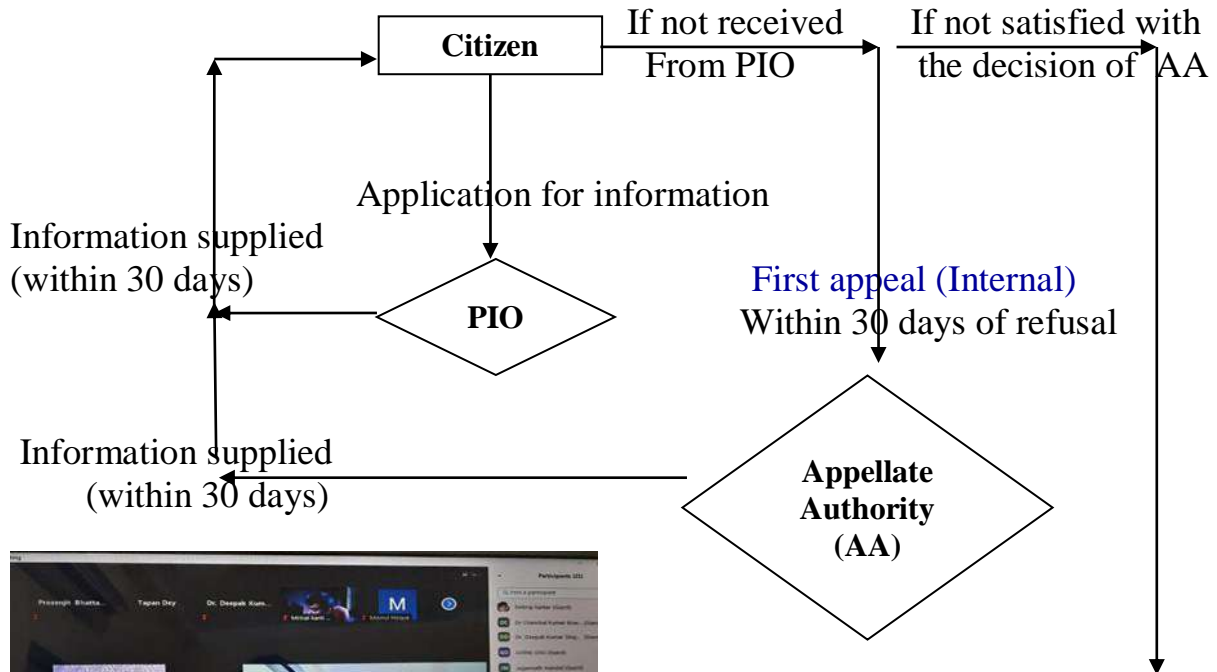 Citizen
If not received
From PIO
If not satisfied with
the decision of AA
Application for information
Information supplied
(within 30 days)
PIO
First appeal (Internal)
Within 30 days of refusal
Information supplied
(within 30 days)
Appellate
Authority
(AA)
Prosenjit Bhatta...
Tapan Dey
Dr. Deepak Kum...
M